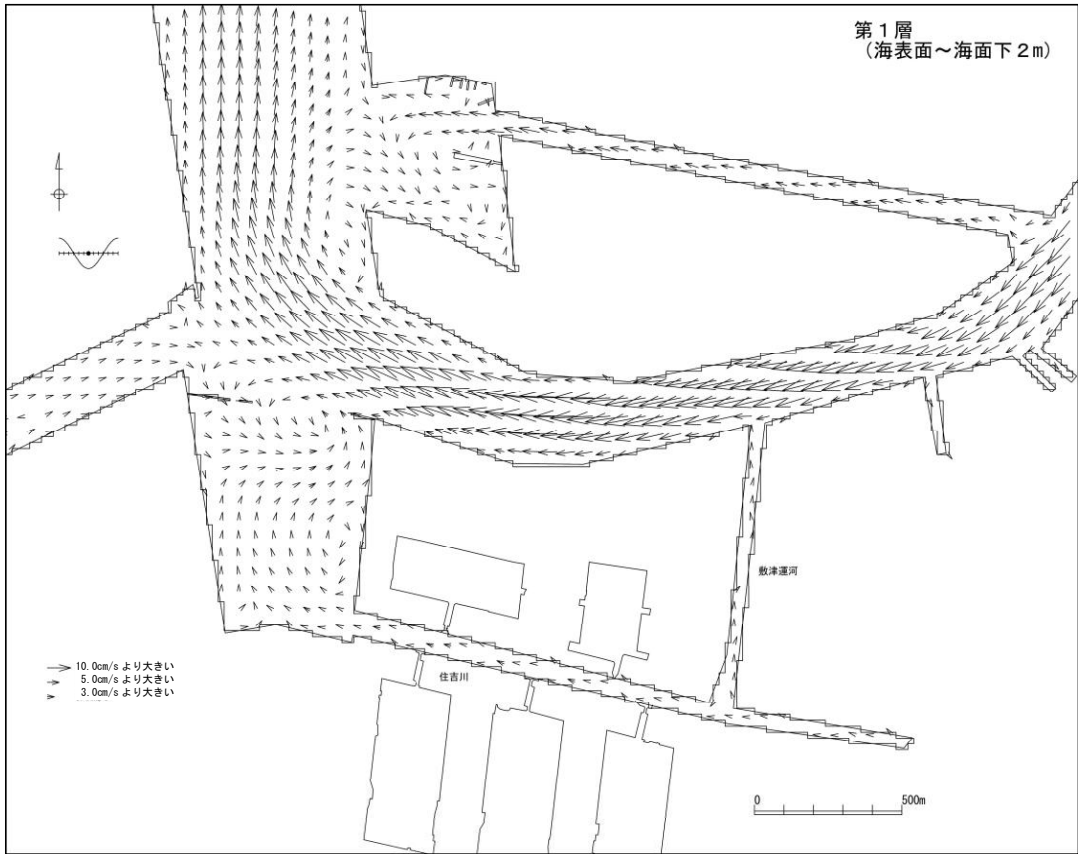 第１層
（海表面～海面下２ｍ）
敷津運河
住吉川
10.0cm/sより大きい
5.0cm/sより大きい
3.0cm/sより大きい
0 500m